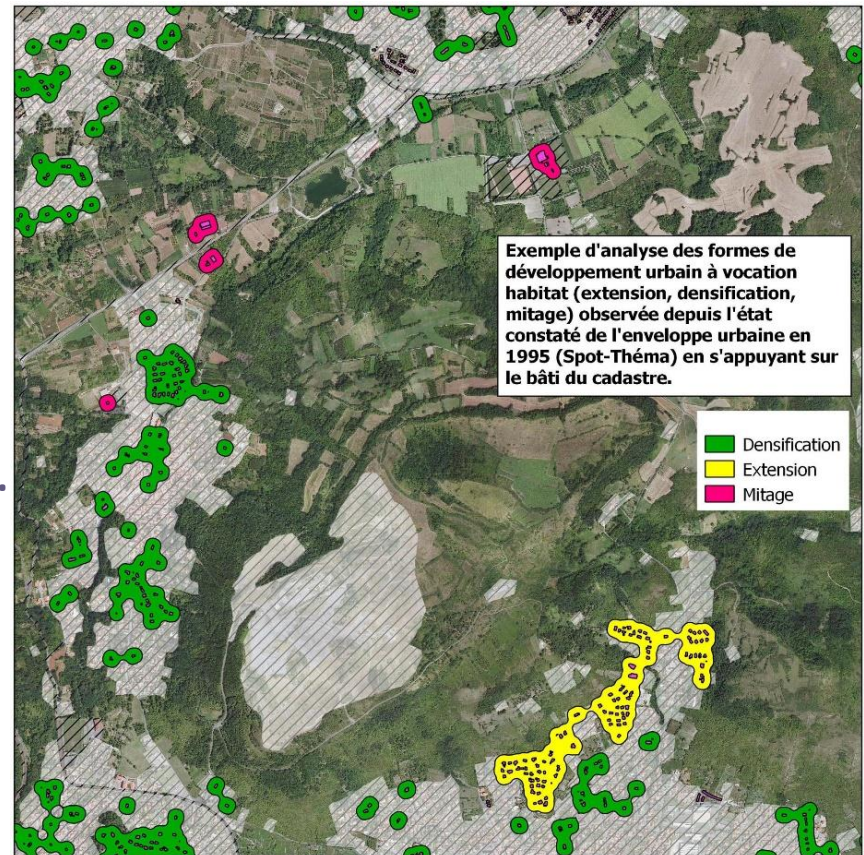 Exemple d'analyse des formes de
développement urbain à vocation
habitat (extension, densification,
mitage) observée depuis l'état
constaté de l'enveloppe urbaine en
1995 (Spot-Théma) en s'appuyant sur
le bâti du cadastre.
Densification
Extension
Mitage